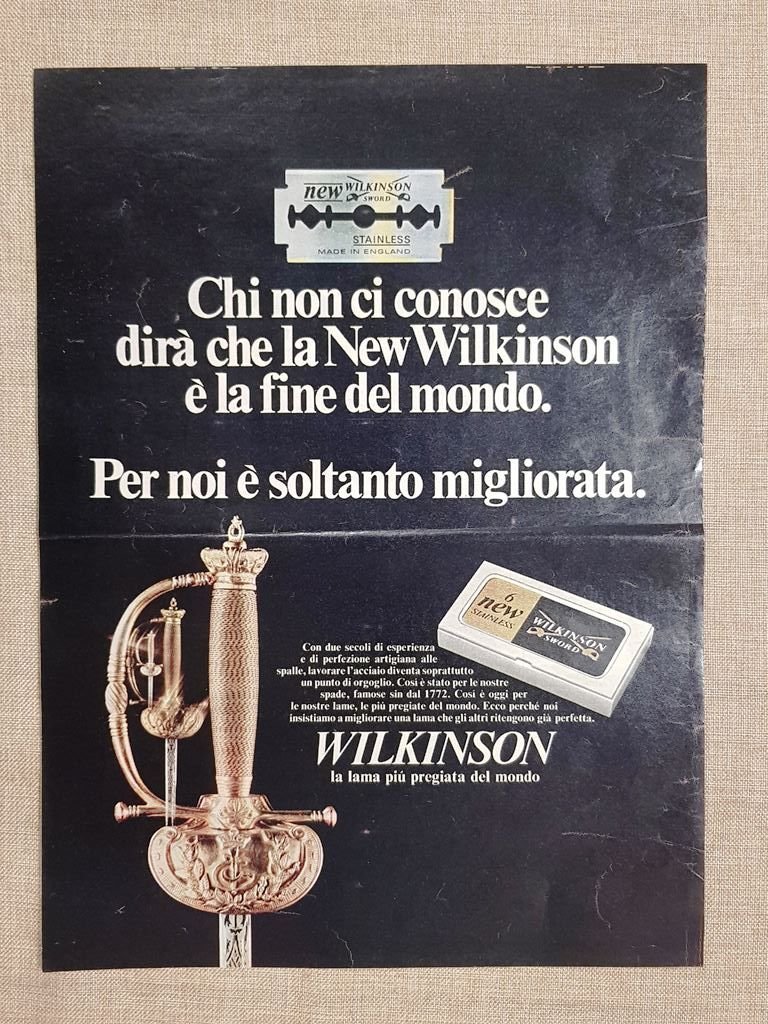 new WILKINSON
SWORD
STAINLESS
MADE IN ENGLAND
Chi non ci conosce
dirà che la New Wilkinson
è la fine del mondo.
Per noi è soltanto migliorata.
6
new
STAINLESS
WILKINSON
SWORD
Con due secoli di esperienza
e di perfezione artigiana alle
spalle, lavorare l'acciaio diventa soprattutto
un punto di orgoglio. Così è stato per le nostre
spade, famose sin dal 1772. Così è oggi per
le nostre lame, le più pregiate del mondo. Ecco perché noi
insistiamo a migliorare una lama che gli altri ritengono già perfetta.
WILKINSON
la lama più pregiata del mondo